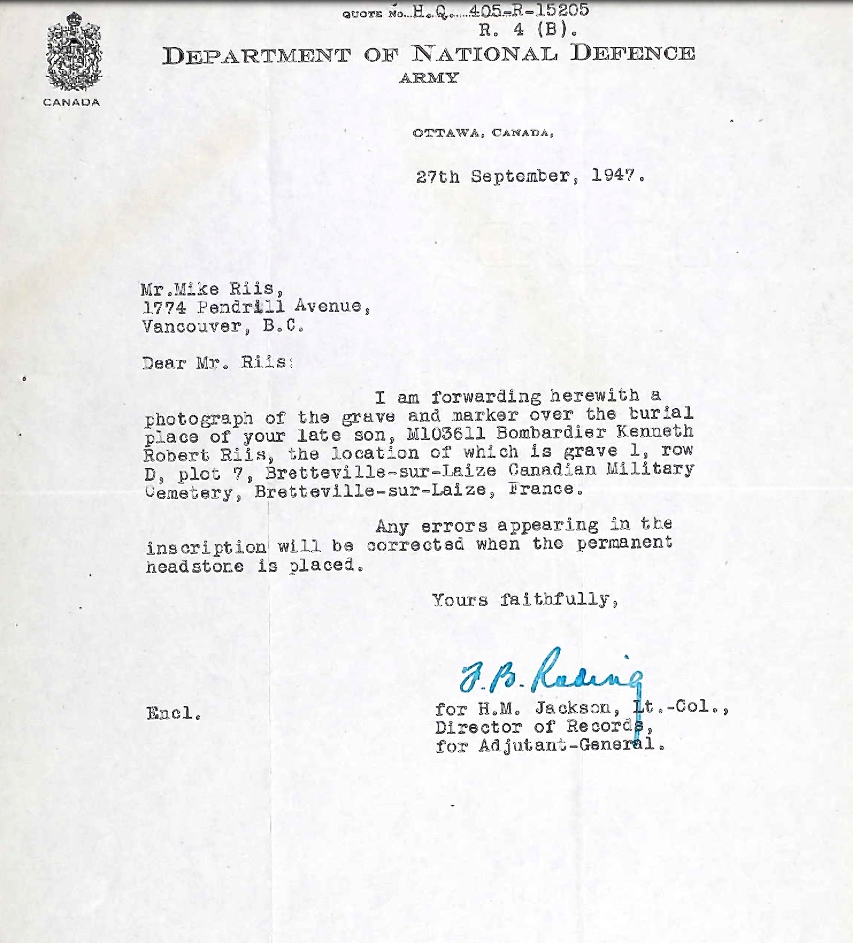 QUOTE No. H.Q. 405-R-15205
R. 4 (B).
DEPARTMENT OF NATIONAL DEFENCE
ARMY
CANADA
OTTAWA, CANADA,
27th September, 1947.
Mr.Mike Riis,
1774 Pendrill Avenue,
Vancouver, B.C.
Dear Mr. Riis:
I am forwarding herewith a
photograph of the grave and marker over the burial
place of your late son, M103611 Bombardier Kenneth
Robert Riis, the location of which is grave 1, row
D, plot 7, Bretteville-sur-Laize Canadian Military
Cemetery, Bretteville-sur-Laize, France.
Any errors appearing in the
inscription will be corrected when the permanent
headstone is placed.
Yours faithfully,
for H.M. Jackson, Lt.-Col.,
Director of Records,
for Adjutant-General.
Encl.